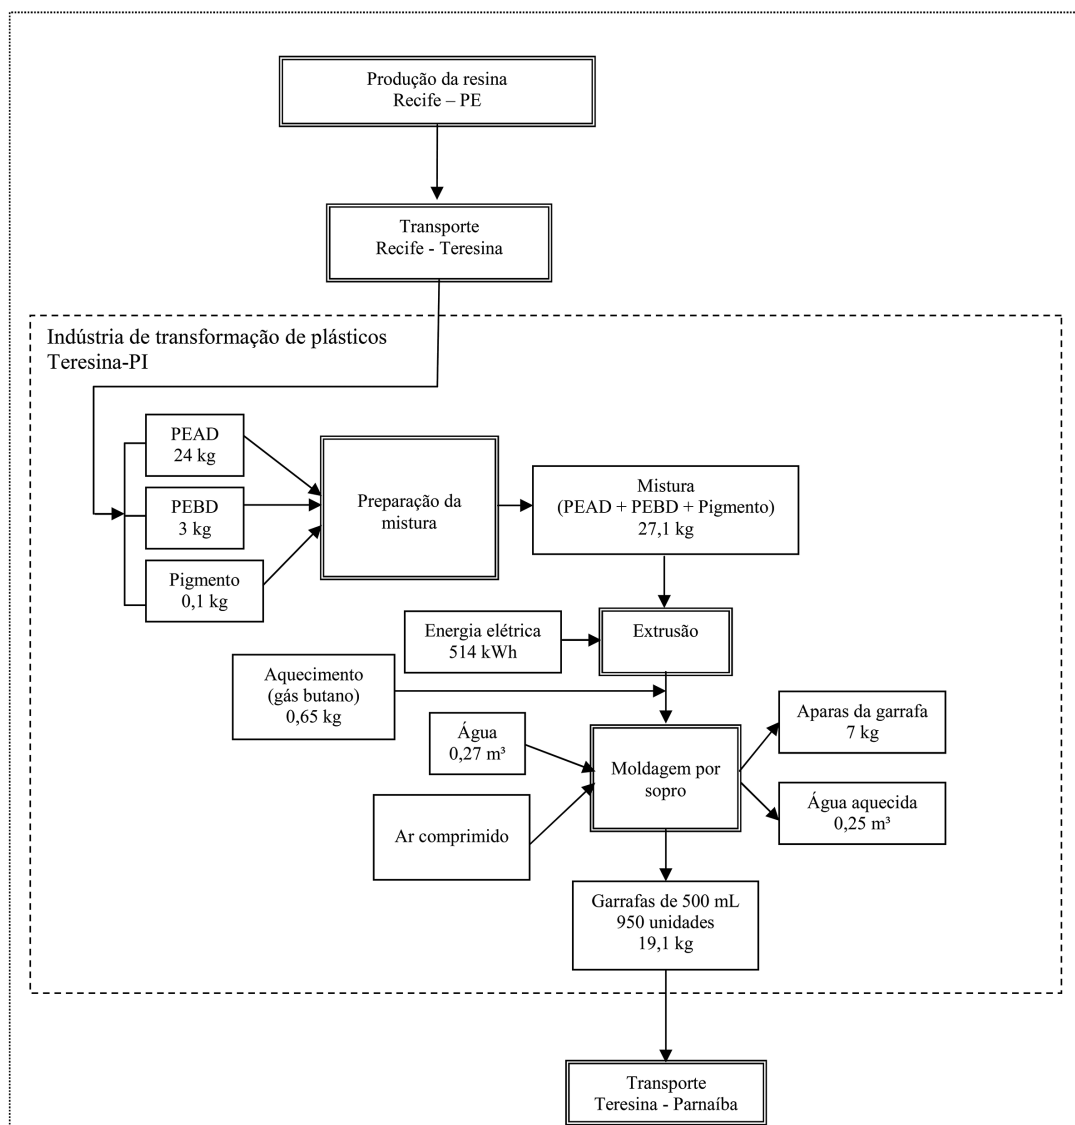 Produção da resina
Recife – PE
Transporte
Recife - Teresina
Indústria de transformação de plásticos
Teresina-PI
PEAD
24 kg
PEBD
3 kg
Pigmento
0,1 kg
Preparação da
mistura
Mistura
(PEAD + PEBD + Pigmento)
27,1 kg
Energia elétrica
514 kWh
Extrusão
Aquecimento
(gás butano)
0,65 kg
Água
0,27 m³
Ar comprimido
Moldagem por
sopro
Aparas da garrafa
7 kg
Água aquecida
0,25 m³
Garrafas de 500 mL
950 unidades
19,1 kg
Transporte
Teresina - Parnaíba